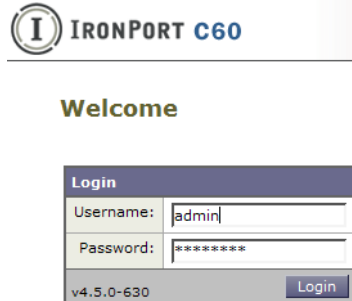 I IRONPORT C60
Welcome
Login
Username: admin
Password: ********
v4.5.0-630 Login